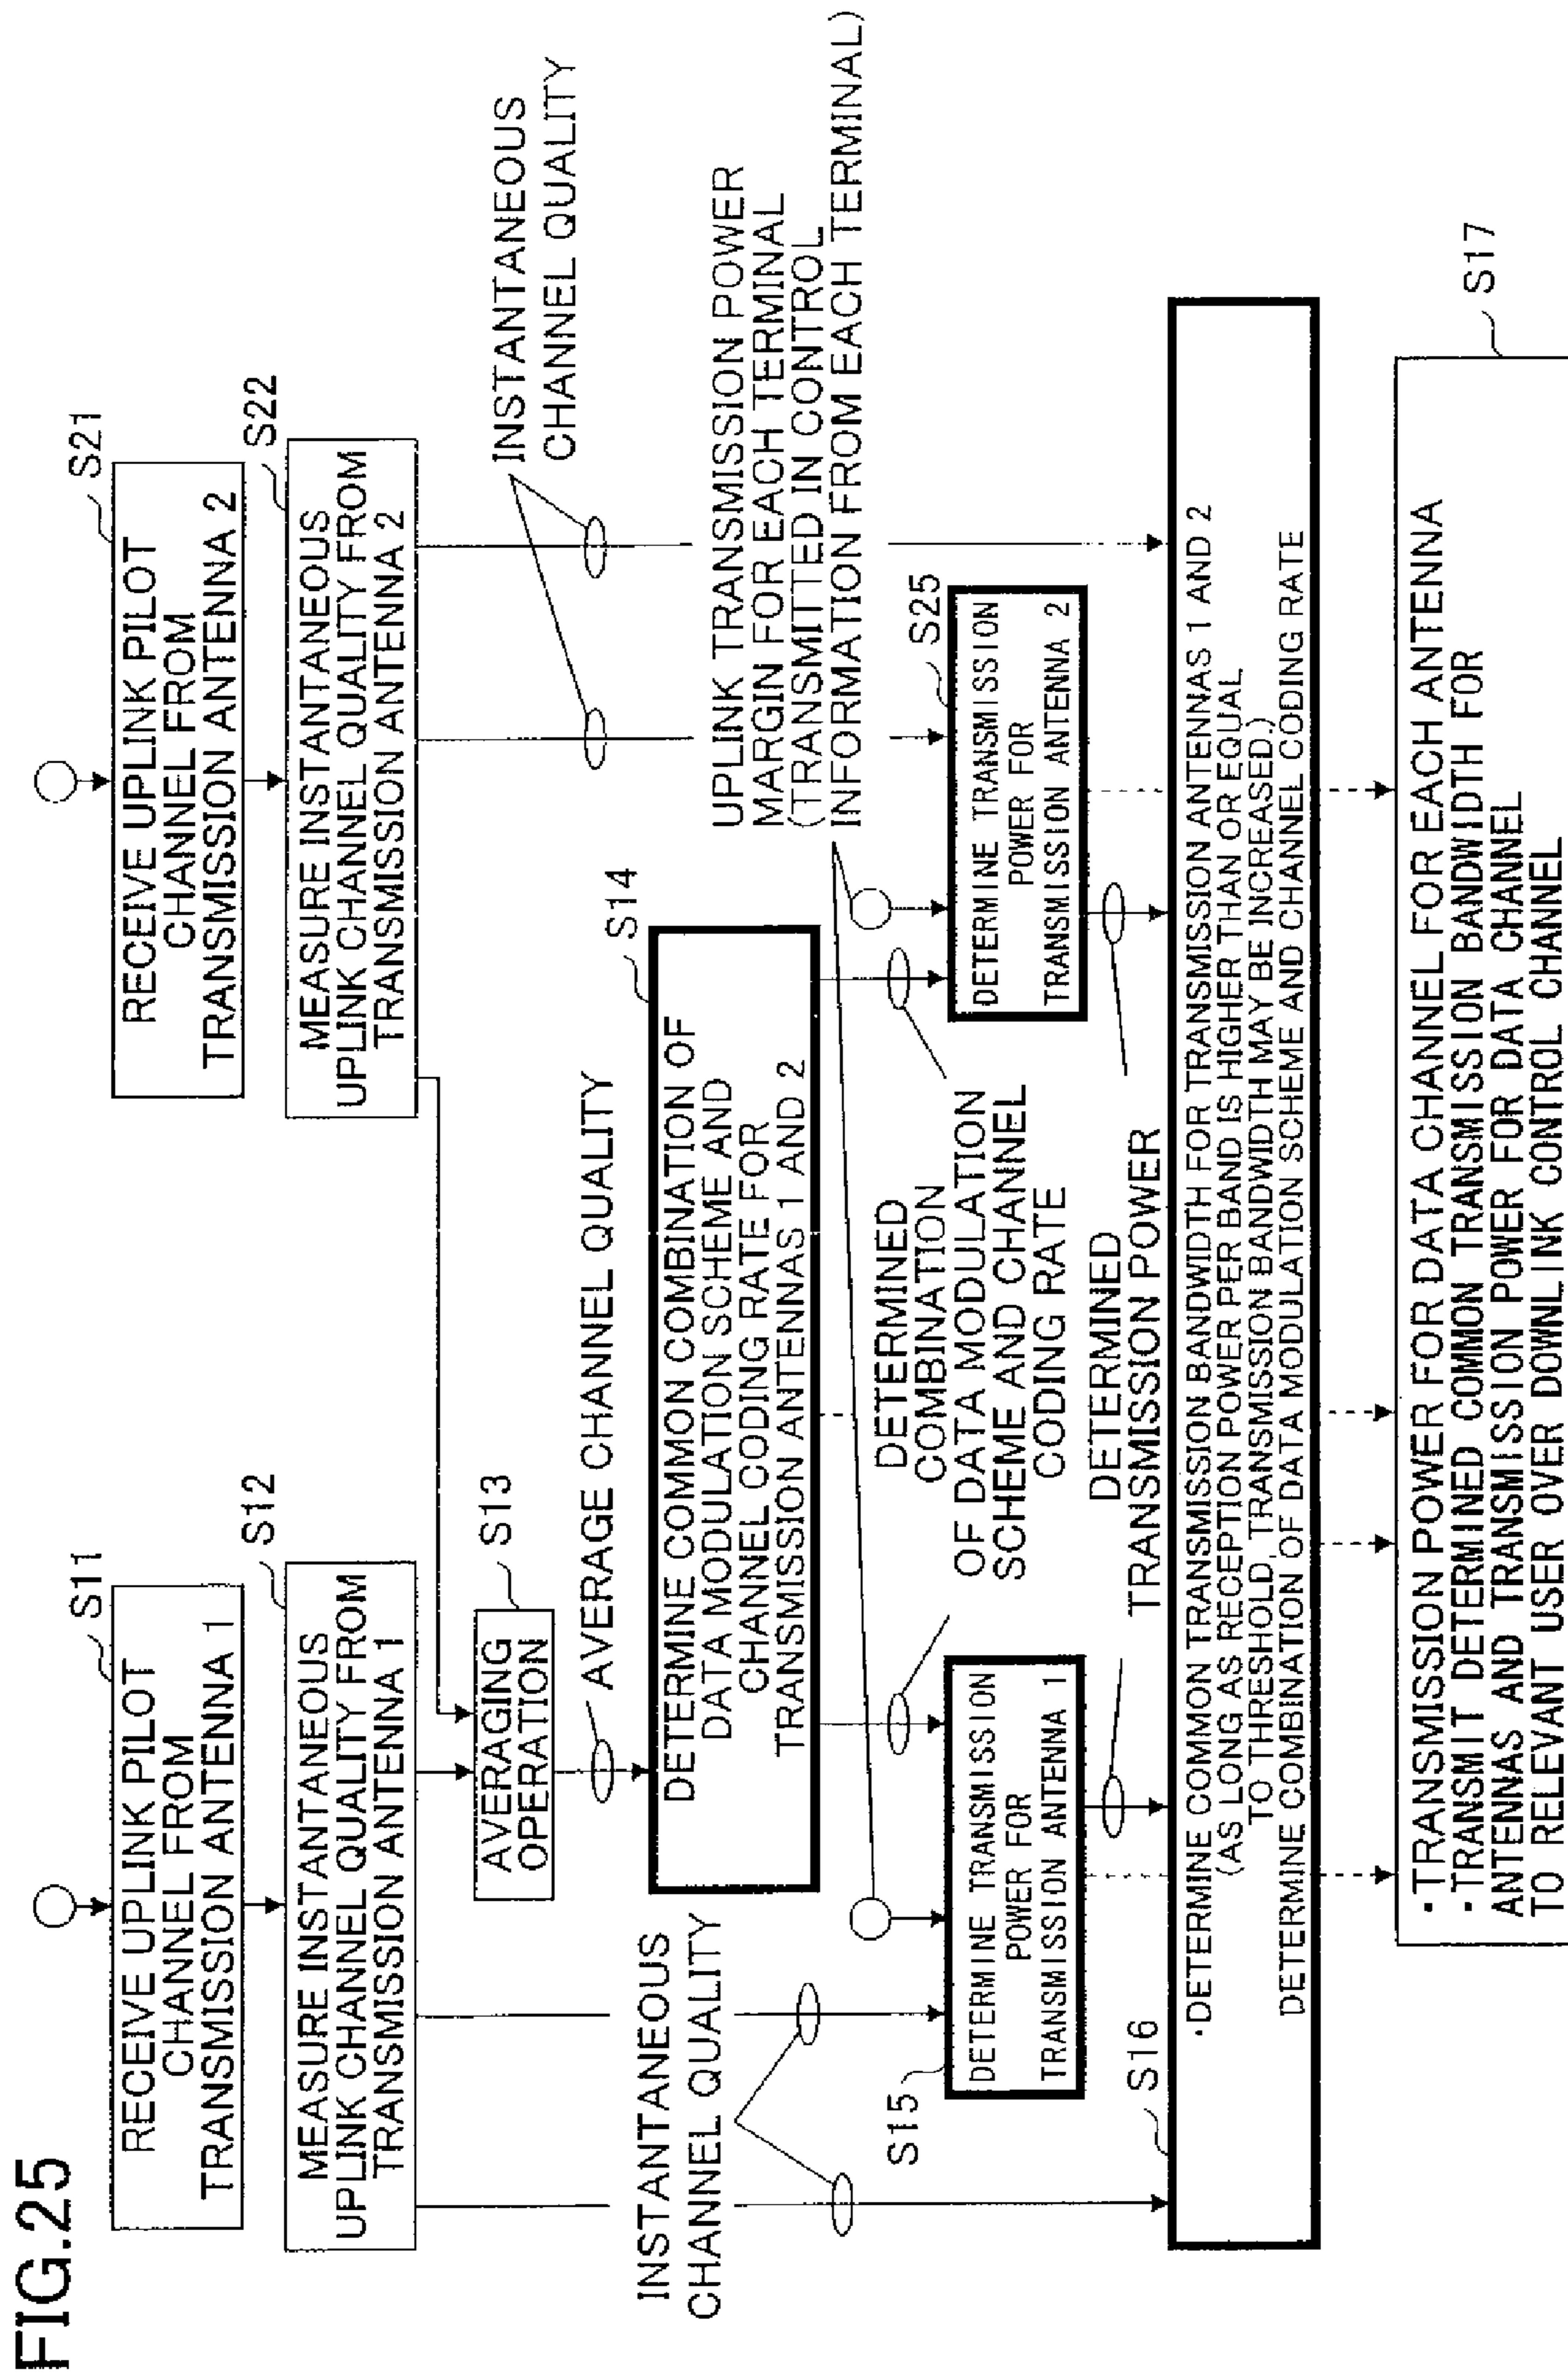 FIG.25
S11
RECEIVE UPLINK PILOT
CHANNEL FROM
TRANSMISSION ANTENNA 1
S21
RECEIVE UPLINK PILOT
CHANNEL FROM
TRANSMISSION ANTENNA 2
S12
MEASURE INSTANTANEOUS
UPLINK CHANNEL QUALITY FROM
TRANSMISSION ANTENNA 1
S22
MEASURE INSTANTANEOUS
UPLINK CHANNEL QUALITY FROM
TRANSMISSION ANTENNA 2
S13
AVERAGING
OPERATION
INSTANTANEOUS
CHANNEL QUALITY
AVERAGE CHANNEL QUALITY
INSTANTANEOUS
CHANNEL QUALITY
S14
DETERMINE COMMON COMBINATION OF
DATA MODULATION SCHEME AND
CHANNEL CODING RATE FOR
TRANSMISSION ANTENNAS 1 AND 2
UPLINK TRANSMISSION POWER
MARGIN FOR EACH TERMINAL
(TRANSMITTED IN CONTROL
INFORMATION FROM EACH TERMINAL)
DETERMINED
COMBINATION
OF DATA MODULATION
SCHEME AND CHANNEL
CODING RATE
S15
DETERMINE TRANSMISSION
POWER FOR
TRANSMISSION ANTENNA 1
S25
DETERMINE TRANSMISSION
POWER FOR
TRANSMISSION ANTENNA 2
DETERMINED
TRANSMISSION POWER
S16
・DETERMINE COMMON TRANSMISSION BANDWIDTH FOR TRANSMISSION ANTENNAS 1 AND 2
(AS LONG AS RECEPTION POWER PER BAND IS HIGHER THAN OR EQUAL
TO THRESHOLD, TRANSMISSION BANDWIDTH MAY BE INCREASED.)
DETERMINE COMBINATION OF DATA MODULATION SCHEME AND CHANNEL CODING RATE
S17
・TRANSMISSION POWER FOR DATA CHANNEL FOR EACH ANTENNA
・TRANSMIT DETERMINED COMMON TRANSMISSION BANDWIDTH FOR
ANTENNAS AND TRANSMISSION POWER FOR DATA CHANNEL
TO RELEVANT USER OVER DOWNLINK CONTROL CHANNEL